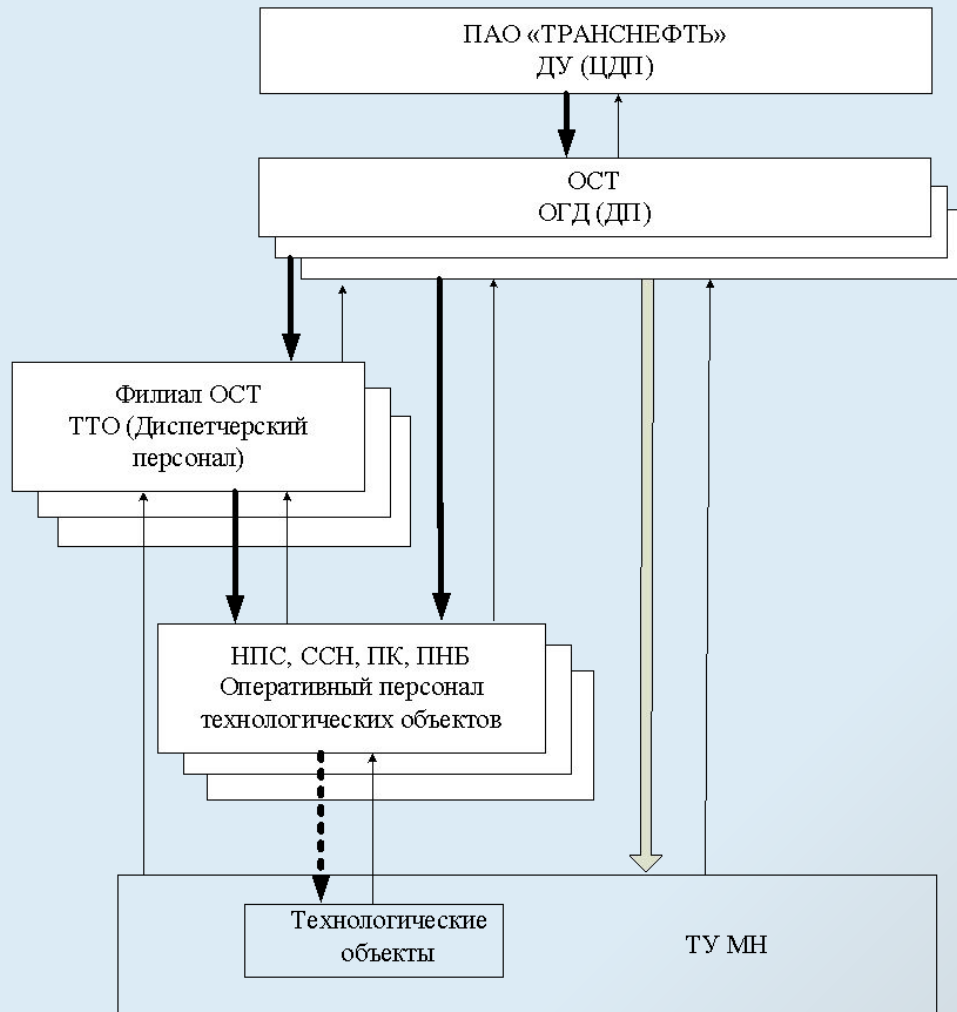 ПАО «ТРАНСНЕФТЬ»
ДУ (ЦДП)
ОСТ
ОГД (ДП)
Филиал ОСТ
ТТО (Диспетчерский
персонал)
НПС, ССН, ПК, ПНБ
Оперативный персонал
технологических объектов
Технологические
объекты
ТУ МН